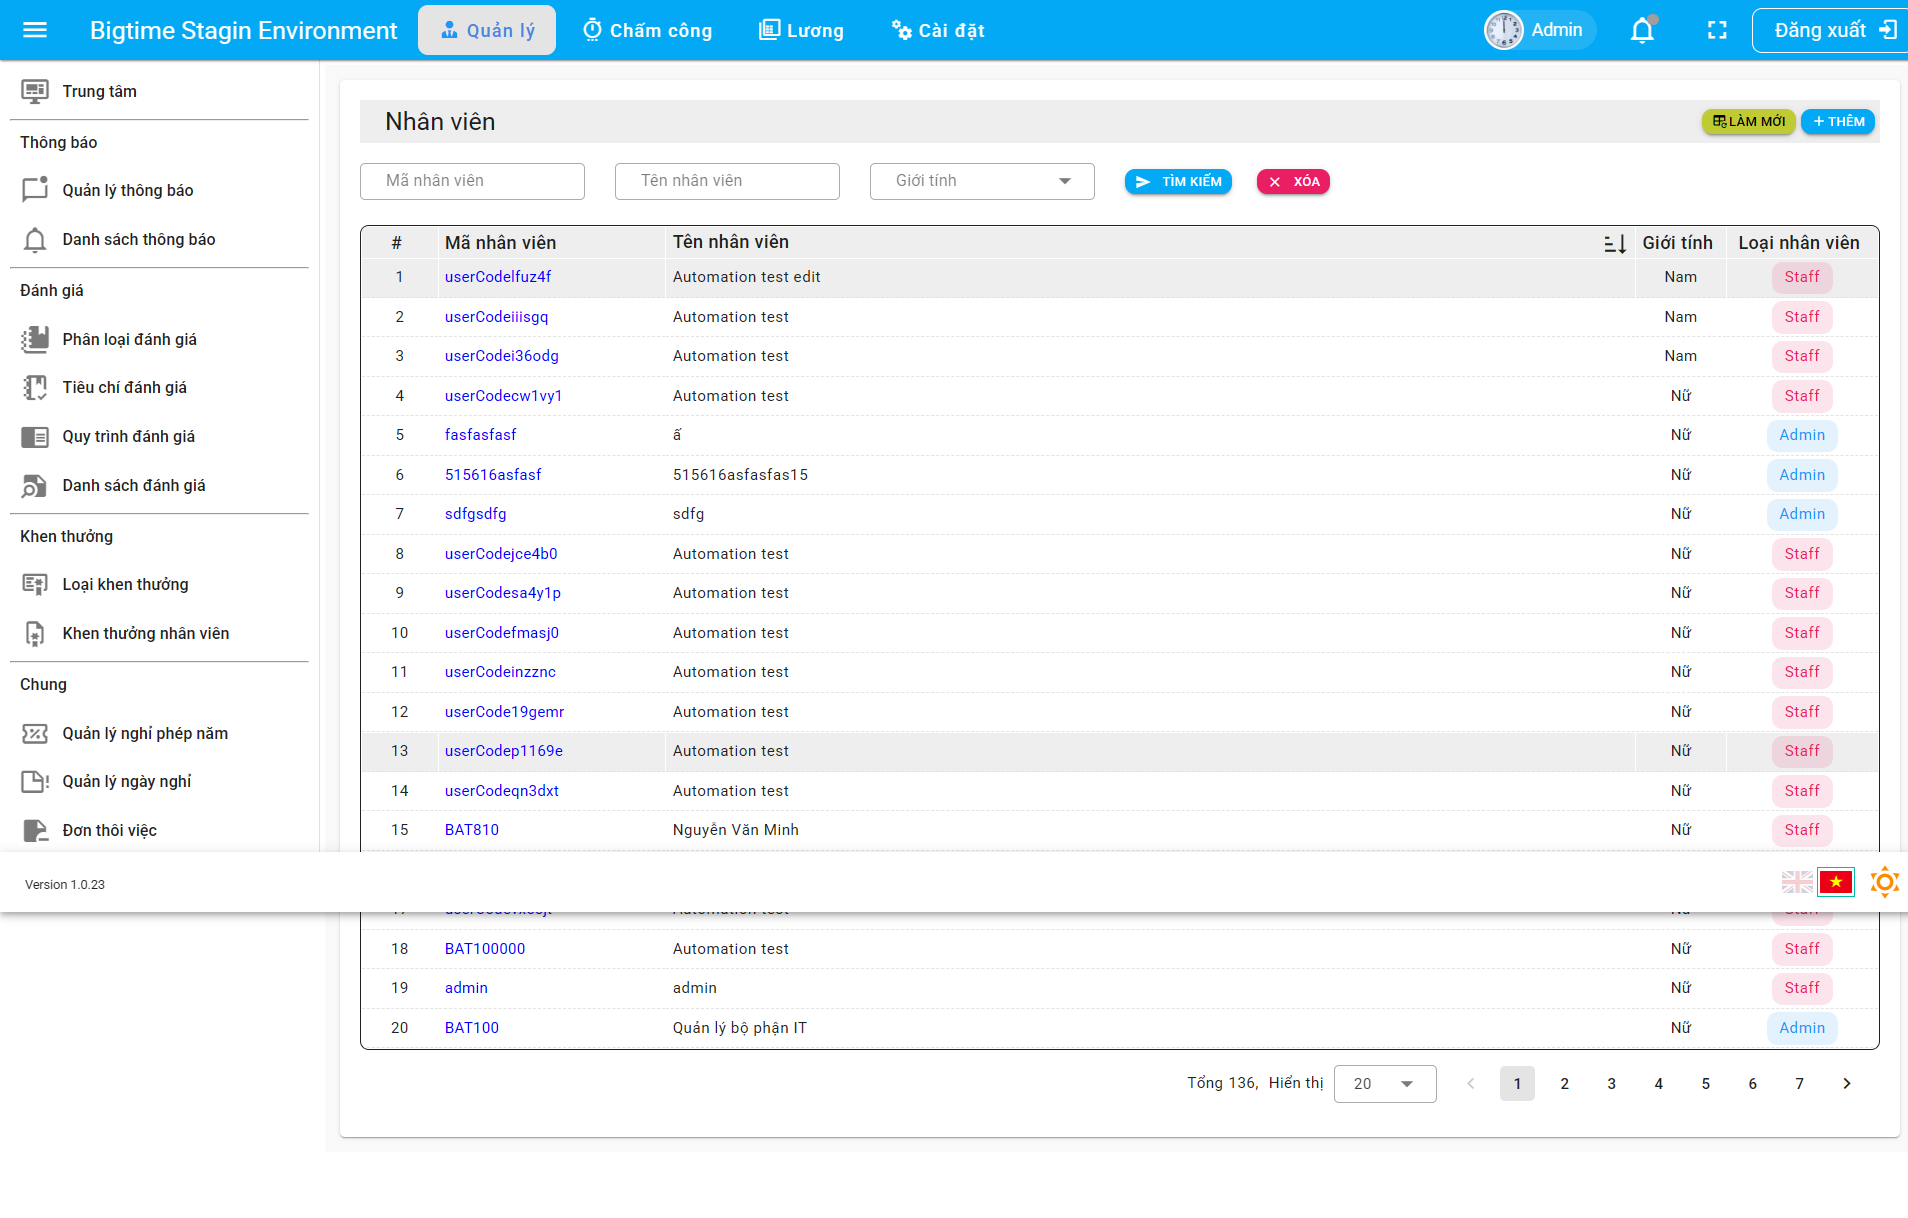 Bigtime Stagin Environment Quản lý Chấm công Lương Cài đặt Admin Đăng xuất
Trung tâm
Thông báo
Quản lý thông báo
Danh sách thông báo
Đánh giá
Phân loại đánh giá
Tiêu chí đánh giá
Quy trình đánh giá
Danh sách đánh giá
Khen thưởng
Loại khen thưởng
Khen thưởng nhân viên
Chung
Quản lý nghỉ phép năm
Quản lý ngày nghỉ
Đơn thôi việc
Nhân viên LÀM MỚI THÊM
Mã nhân viên Tên nhân viên Giới tính TÌM KIẾM XÓA
# Mã nhân viên Tên nhân viên Giới tính Loại nhân viên
1 userCodelfuz4f Automation test edit Nam Staff
2 userCodeiiisgq Automation test Nam Staff
3 userCodei36odg Automation test Nam Staff
4 userCodecw1vy1 Automation test Nữ Staff
5 fasfasfasf ấ Nữ Admin
6 515616asfasf 515616asfasfas15 Nữ Admin
7 sdfgsdfg sdfg Nữ Admin
8 userCodejce4b0 Automation test Nữ Staff
9 userCodesa4y1p Automation test Nữ Staff
10 userCodefmasj0 Automation test Nữ Staff
11 userCodeinzznc Automation test Nữ Staff
12 userCode19gemr Automation test Nữ Staff
13 userCodep1169e Automation test Nữ Staff
14 userCodeqn3dxt Automation test Nữ Staff
15 BAT810 Nguyễn Văn Minh Nữ Staff
Version 1.0.23
18 BAT100000 Automation test Nữ Staff
19 admin admin Nữ Staff
20 BAT100 Quản lý bộ phận IT Nữ Admin
Tổng 136, Hiển thị 20 1 2 3 4 5 6 7